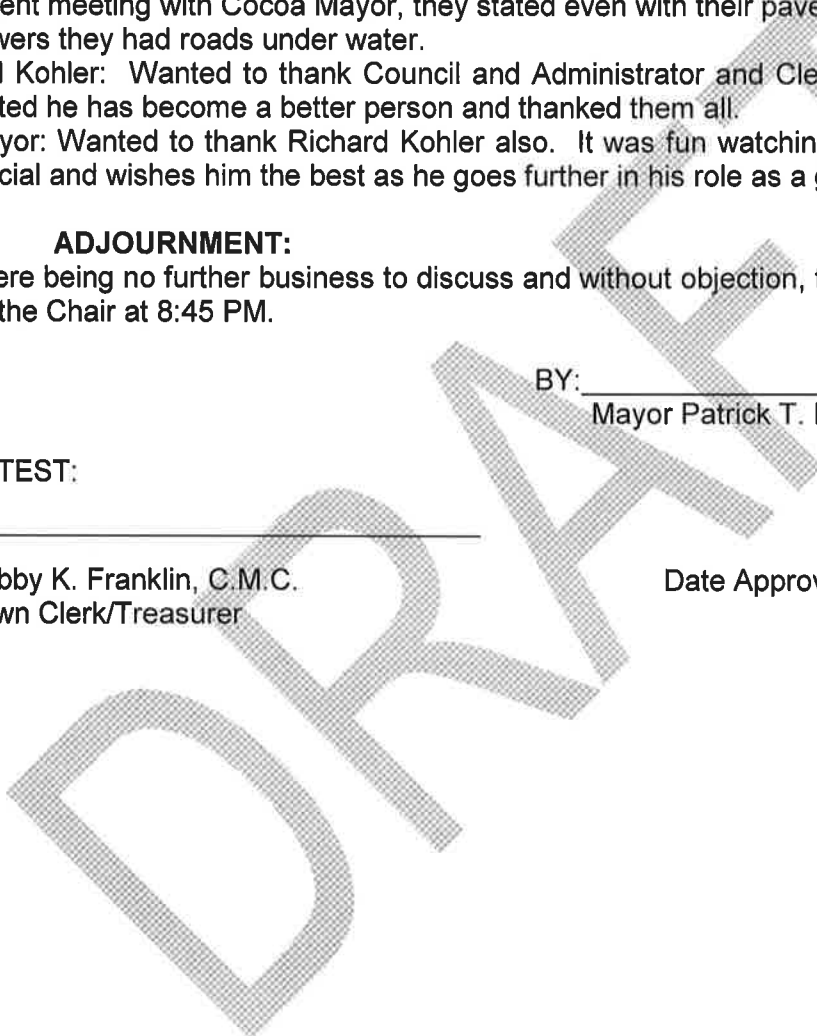 ent meeting with Cocoa Mayor, they stated even with their pave
wers they had roads under water.
l Kohler: Wanted to thank Council and Administrator and Cle
ted he has become a better person and thanked them all.
yor: Wanted to thank Richard Kohler also. It was fun watchin
cial and wishes him the best as he goes further in his role as a g
ADJOURNMENT:
ere being no further business to discuss and without objection, t
the Chair at 8:45 PM.
BY:
Mayor Patrick T.
TEST:
bby K. Franklin, C.M.C.
Date Approv
wn Clerk/Treasurer
DRAF